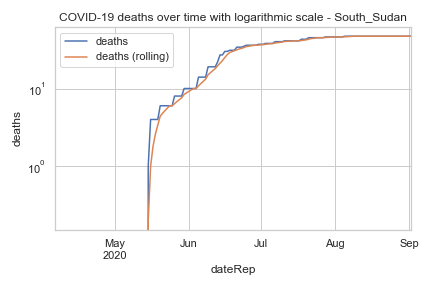 COVID-19 deaths over time with logarithmic scale - South_Sudan
deaths
deaths (rolling)
10¹
10⁰
deaths
May
2020
Jun
Jul
Aug
Sep
dateRep